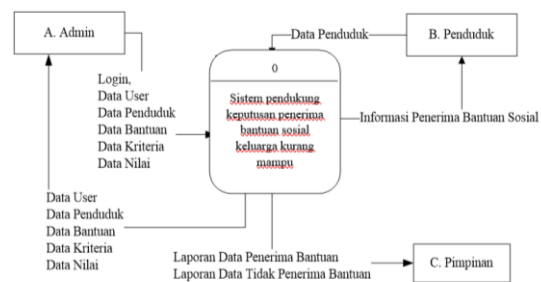 A. Admin
Data Penduduk
B. Penduduk
0
Sistem pendukung
keputusan penerima
bantuan sosial
keluarga kurang
mampu
Login,
Data User
Data Penduduk
Data Bantuan
Data Kriteria
Data Nilai
Informasi Penerima Bantuan Sosial
Data User
Data Penduduk
Data Bantuan
Data Kriteria
Data Nilai
Laporan Data Penerima Bantuan
Laporan Data Tidak Penerima Bantuan
C. Pimpinan